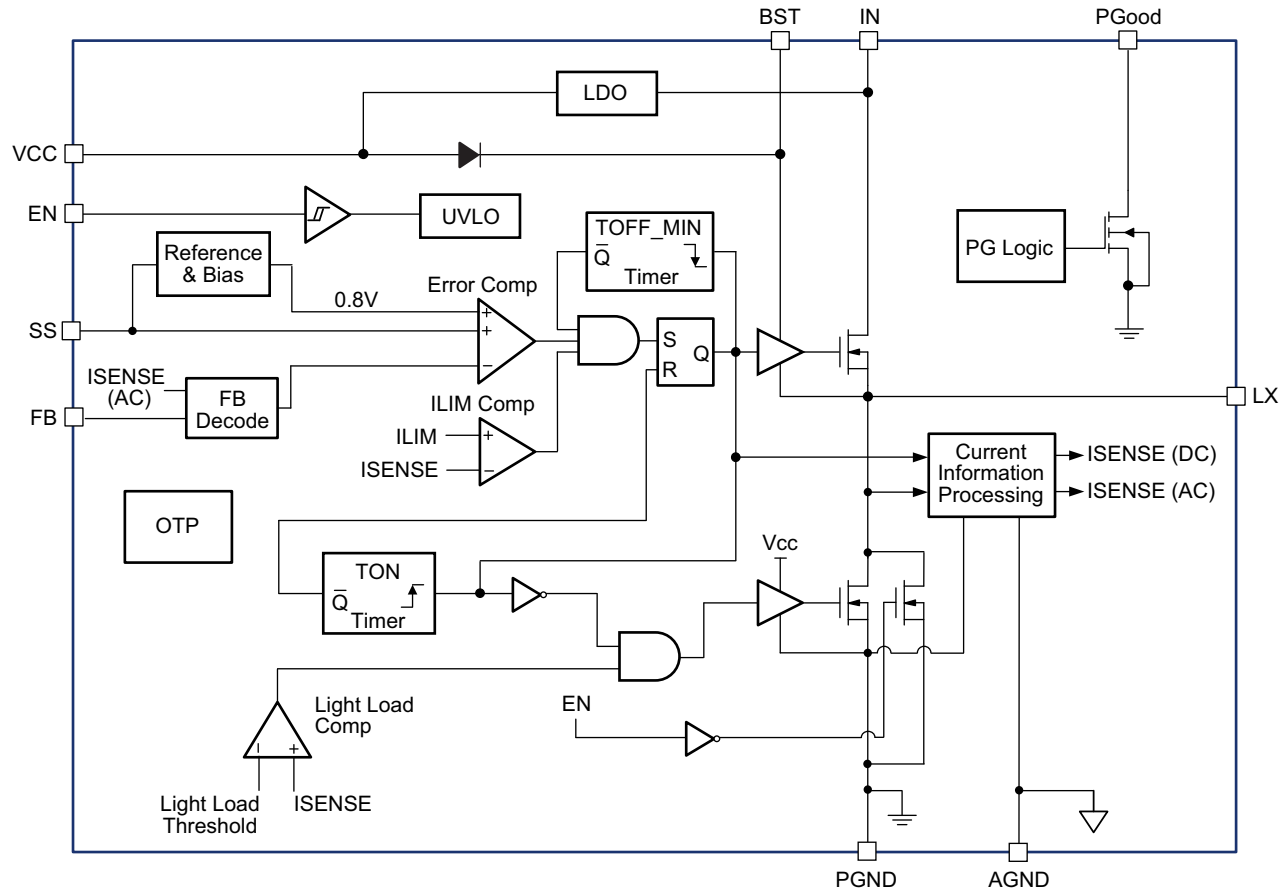 BST
IN
PGood
LDO
VCC
EN
UVLO
TOFF_MIN
Q̅
Timer
Reference
& Bias
PG Logic
Error Comp
0.8V
+
+
−
SS
S
Q
R
ISENSE
(AC)
FB
FB
Decode
LX
ILIM Comp
ILIM
+
ISENSE
−
Current
Information
Processing
ISENSE (DC)
ISENSE (AC)
OTP
Vcc
TON
Q̅
Timer
Light Load
Comp
EN
−
+
Light Load
Threshold
ISENSE
PGND
AGND